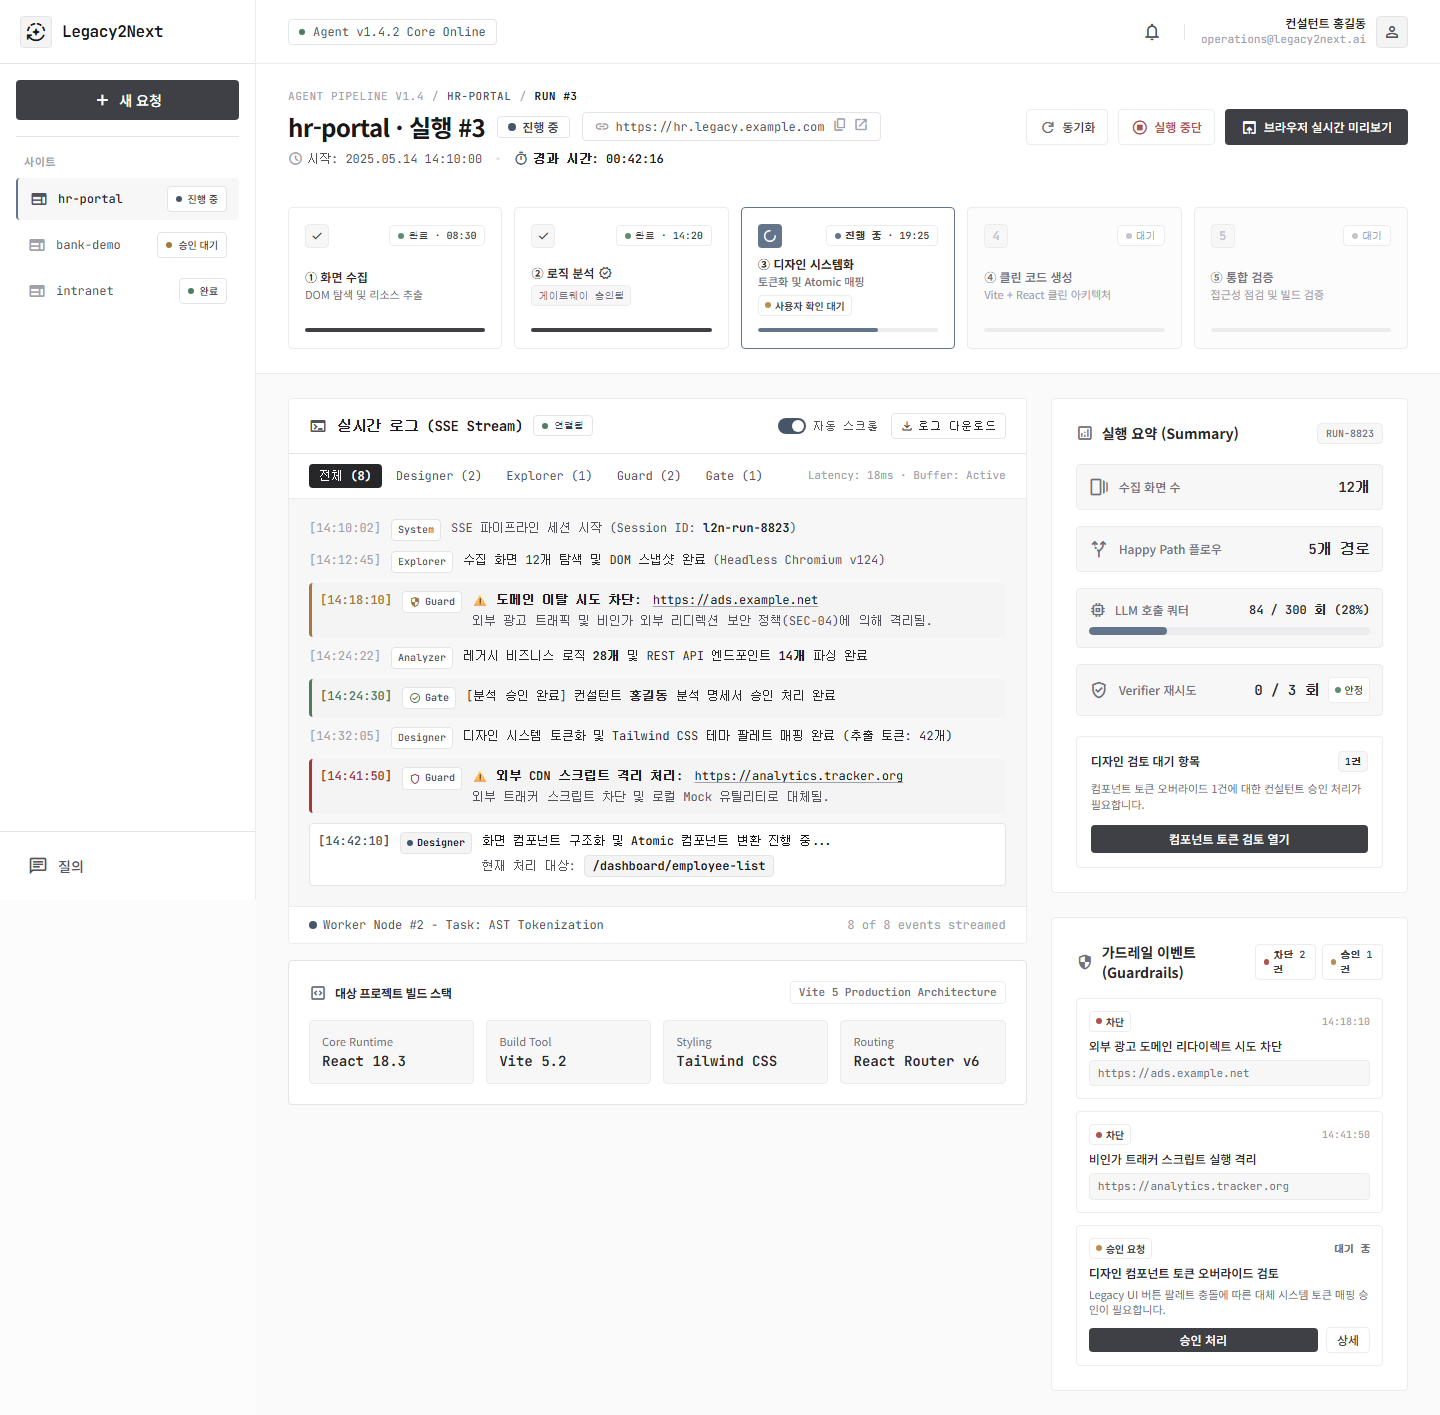 Legacy2Next
Agent v1.4.2 Core Online
컨설턴트 홍길동
operations@legacy2next.ai
+ 새 요청
사이트
hr-portal 진행 중
bank-demo 승인 대기
intranet 완료
질의
AGENT PIPELINE V1.4 / HR-PORTAL / RUN #3
hr-portal · 실행 #3 진행 중 https://hr.legacy.example.com
동기화 실행 중단 브라우저 실시간 미리보기
시작: 2025.05.14 14:10:00 • 경과 시간: 00:42:16
완료 · 08:30
① 화면 수집
DOM 탐색 및 리소스 추출
완료 · 14:20
② 로직 분석
게이트웨이 승인됨
진행 중 · 19:25
③ 디자인 시스템화
토큰화 및 Atomic 매핑
사용자 확인 대기
4 대기
④ 클린 코드 생성
Vite + React 클린 아키텍처
5 대기
⑤ 통합 검증
접근성 점검 및 빌드 검증
실시간 로그 (SSE Stream) 연결됨 자동 스크롤 로그 다운로드
전체 (8) Designer (2) Explorer (1) Guard (2) Gate (1) Latency: 18ms · Buffer: Active
[14:10:02] System SSE 파이프라인 세션 시작 (Session ID: l2n-run-8823)
[14:12:45] Explorer 수집 화면 12개 탐색 및 DOM 스냅샷 완료 (Headless Chromium v124)
[14:18:10] Guard ⚠️ 도메인 이탈 시도 차단: https://ads.example.net
외부 광고 트래픽 및 비인가 외부 리디렉션 보안 정책(SEC-04)에 의해 격리됨.
[14:24:22] Analyzer 레거시 비즈니스 로직 28개 및 REST API 엔드포인트 14개 파싱 완료
[14:24:30] Gate [분석 승인 완료] 컨설턴트 홍길동 분석 명세서 승인 처리 완료
[14:32:05] Designer 디자인 시스템 토큰화 및 Tailwind CSS 테마 팔레트 매핑 완료 (추출 토큰: 42개)
[14:41:50] Guard ⚠️ 외부 CDN 스크립트 격리 처리: https://analytics.tracker.org
외부 트래커 스크립트 차단 및 로컬 Mock 유틸리티로 대체됨.
[14:42:10] Designer 화면 컴포넌트 구조화 및 Atomic 컴포넌트 변환 진행 중...
현재 처리 대상: /dashboard/employee-list
Worker Node #2 - Task: AST Tokenization 8 of 8 events streamed
대상 프로젝트 빌드 스택 Vite 5 Production Architecture
Core Runtime
React 18.3
Build Tool
Vite 5.2
Styling
Tailwind CSS
Routing
React Router v6
실행 요약 (Summary) RUN-8823
수집 화면 수 12개
Happy Path 플로우 5개 경로
LLM 호출 쿼터 84 / 300 회 (28%)
Verifier 재시도 0 / 3 회 안정
디자인 검토 대기 항목 1건
컴포넌트 토큰 오버라이드 1건에 대한 컨설턴트 승인 처리가
필요합니다.
컴포넌트 토큰 검토 열기
가드레일 이벤트
(Guardrails)
차단 2
건
승인 1
건
차단 14:18:10
외부 광고 도메인 리다이렉트 시도 차단
https://ads.example.net
차단 14:41:50
비인가 트래커 스크립트 실행 격리
https://analytics.tracker.org
승인 요청 대기 중
디자인 컴포넌트 토큰 오버라이드 검토
Legacy UI 버튼 팔레트 충돌에 따른 대체 시스템 토큰 매핑 승
인이 필요합니다.
승인 처리 상세